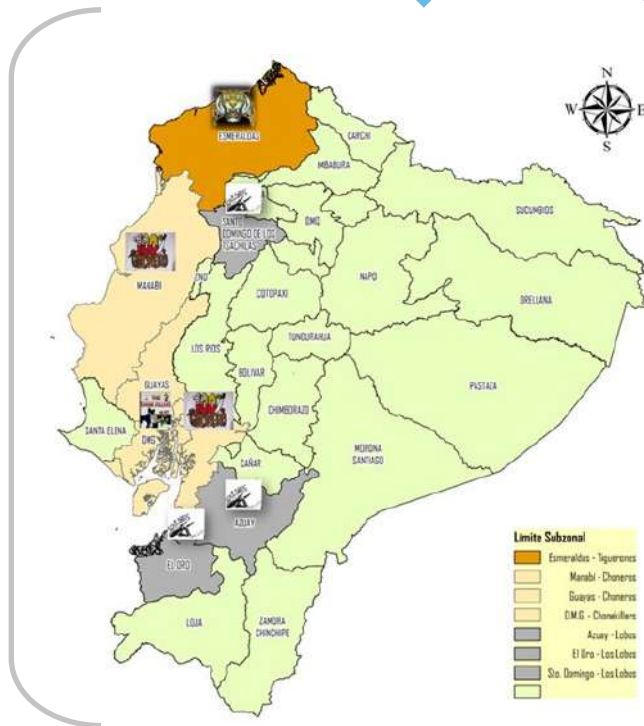 N
W E
S
ESMERALDAS
CARCHI
IMBABURA
SUCUMBIOS
SANTO
DOMINGO DE LOS
TSACHILAS
DMQ
NAPO
ORELLANA
MANABI
COTOPAXI
LOS RIOS
TUNGURAHUA
BOLIVAR
PASTAZA
GUAYAS
CHIMBORAZO
SANTA ELENA
DMG
MORONA
SANTIAGO
CAÑAR
AZUAY
EL ORO
LOJA
ZAMORA
CHINCHIPE
Límite Subzonal
Esmeraldas - Tiguerones
Manabí - Choneros
Guayas - Choneros
D.M.G - Chonekillers
Azuay - Lobos
El Oro - Los Lobos
Sto. Domingo - Los Lobos